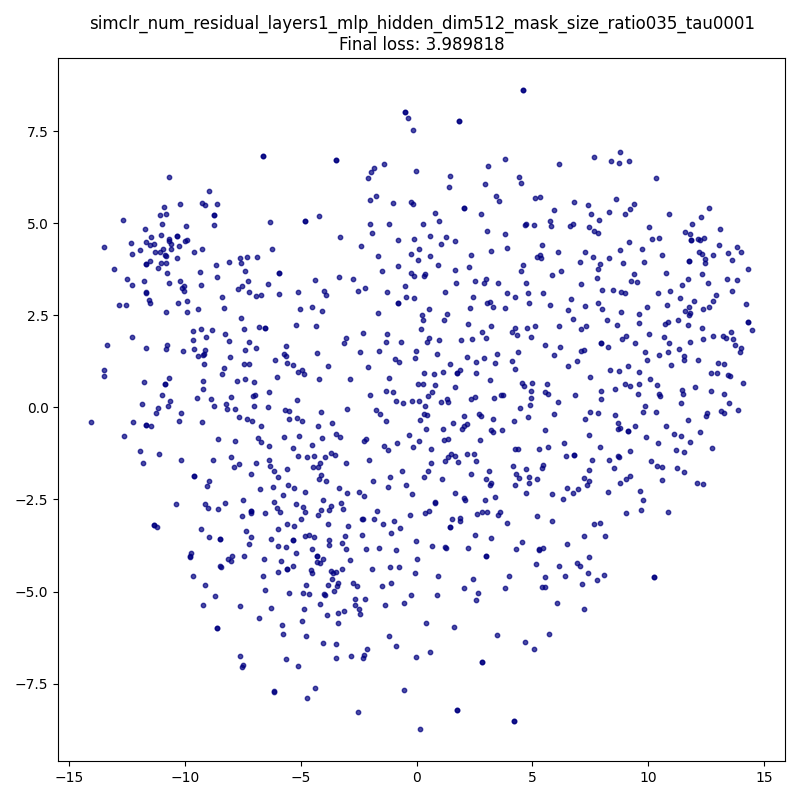 simclr_num_residual_layers1_mlp_hidden_dim512_mask_size_ratio035_tau0001
Final loss: 3.989818
7.5
5.0
2.5
0.0
−2.5
−5.0
−7.5
−15 −10 −5 0 5 10 15